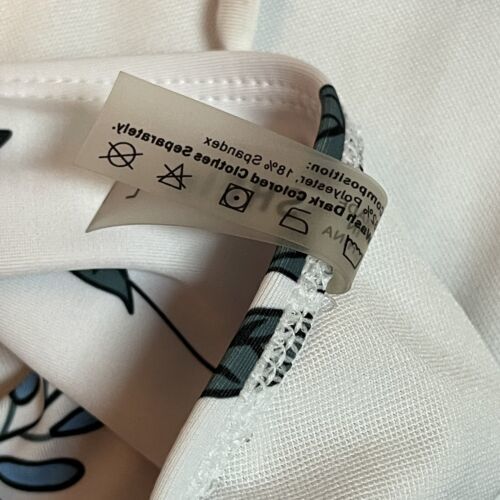 Composition:
% Polyester, 18% Spandex
Wash Dark Colored Clothes Separately.